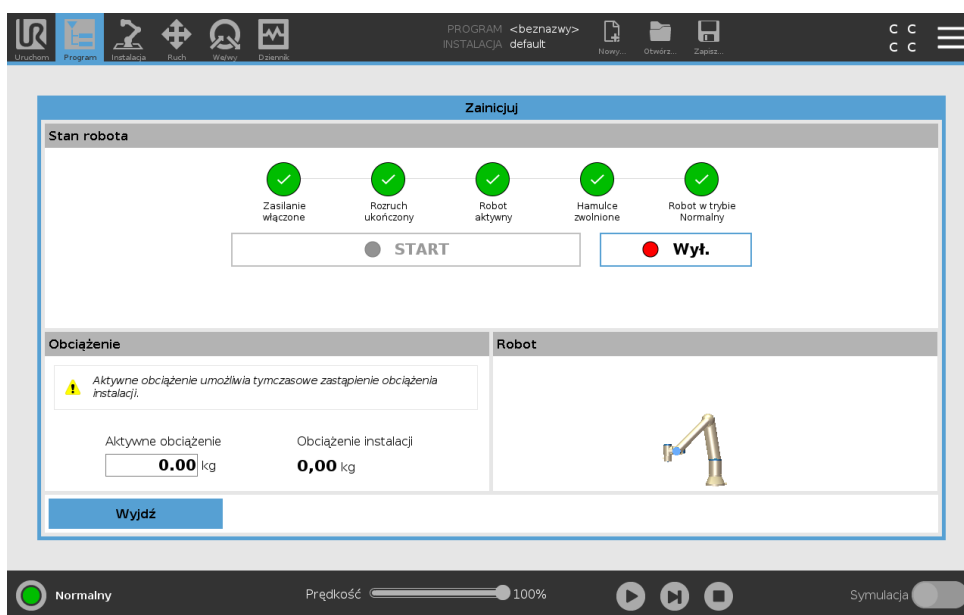 UR
PROGRAM <beznazwy>
INSTALACJA default
C C
C C
Uruchom Program Instalacja Ruch We/wy Dziennik Nowy... Otwórz... Zapisz...
Zainicjuj
Stan robota
Zasilanie włączone
Rozruch ukończony
Robot aktywny
Hamulce zwolnione
Robot w trybie Normalny
START
Wył.
Obciążenie
Robot
Aktywne obciążenie umożliwia tymczasowe zastąpienie obciążenia
instalacji.
Aktywne obciążenie
Obciążenie instalacji
0.00 kg
0,00 kg
Wyjdź
Normalny
Prędkość 100%
Symulacja